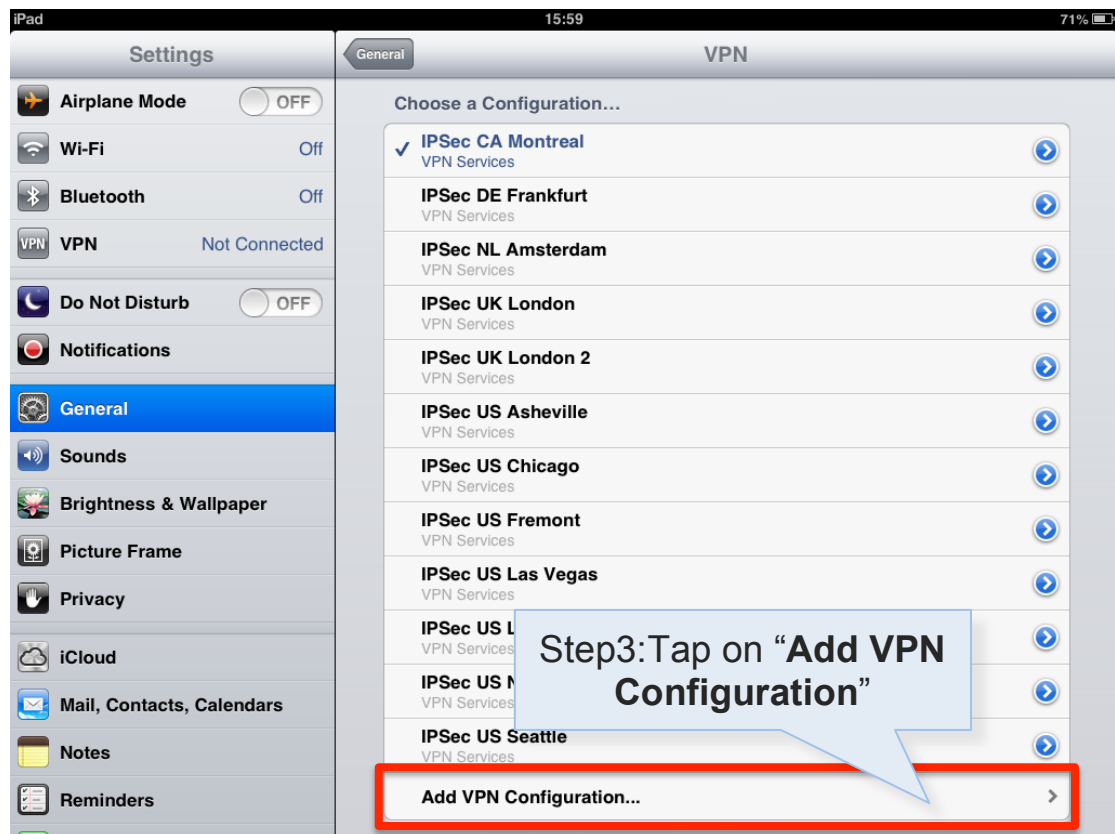 iPad 15:59 71%
Settings
Airplane Mode OFF
Wi-Fi Off
Bluetooth Off
VPN VPN Not Connected
Do Not Disturb OFF
Notifications
General
Sounds
Brightness & Wallpaper
Picture Frame
Privacy
iCloud
Mail, Contacts, Calendars
Notes
Reminders
General VPN
Choose a Configuration...
IPSec CA Montreal
VPN Services
IPSec DE Frankfurt
VPN Services
IPSec NL Amsterdam
VPN Services
IPSec UK London
VPN Services
IPSec UK London 2
VPN Services
IPSec US Asheville
VPN Services
IPSec US Chicago
VPN Services
IPSec US Fremont
VPN Services
IPSec US Las Vegas
VPN Services
IPSec US
VPN Services
IPSec US
VPN Services
IPSec US Seattle
VPN Services
Add VPN Configuration...
Step3:Tap on “Add VPN
Configuration”